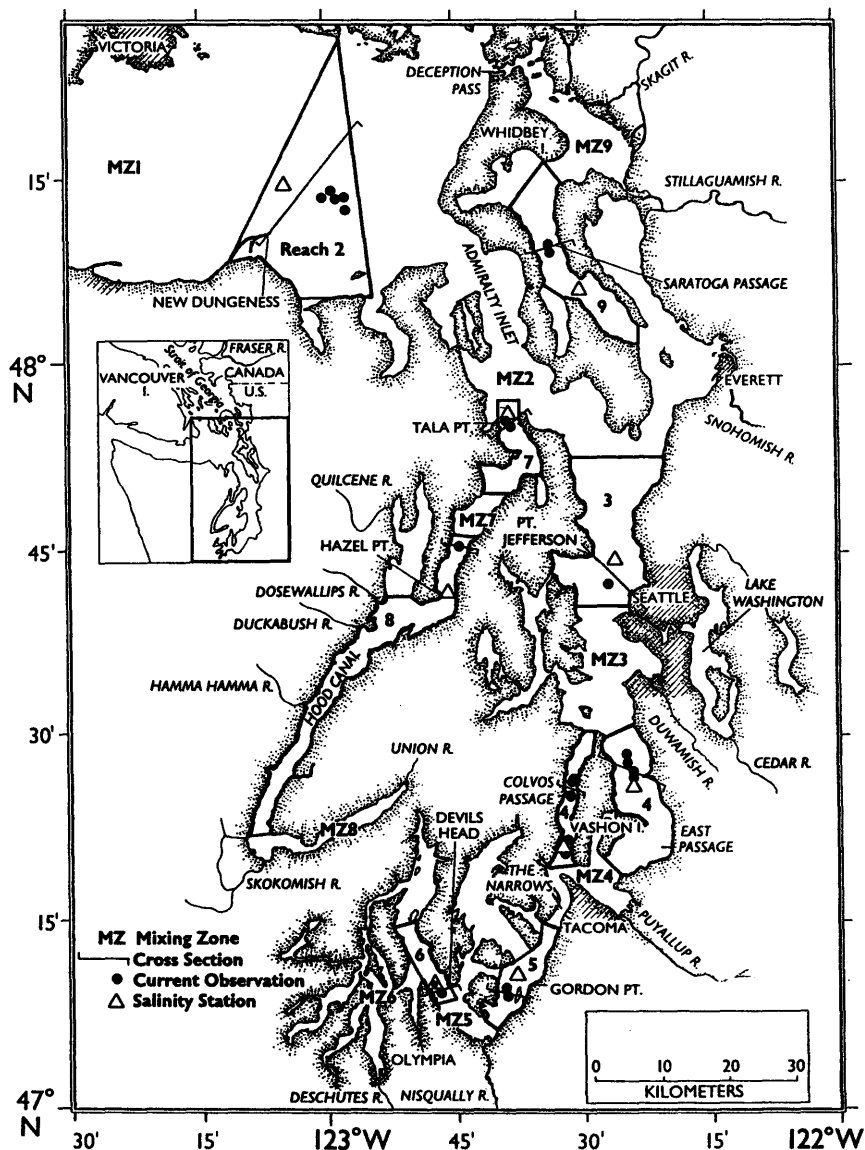 VICTORIA
DECEPTION
PASS
SKAGIT R.
WHIDBEY
I.
MZ9
MZ1
15'
STILLAGUAMISH R.
Reach 2
1
ADMIRALTY INLET
SARATOGA PASSAGE
NEW DUNGENESS
9
FRASER R.
Strait of Georgia
VANCOUVER
I.
CANADA
U.S.
48°
N
MZ2
EVERETT
SNOHOMISH R.
TALA PT.
7
QUILCENE R.
3
MZ7
PT.
JEFFERSON
45'
HAZEL PT.
LAKE
WASHINGTON
SEATTLE
DOSEWALLIPS R.
DUCKABUSH R.
8
MZ3
HAMMA HAMMA R.
HOOD CANAL
30'
DUWAMISH R.
CEDAR R.
UNION R.
COLVOS
PASSAGE
4
4
VASHON I.
EAST
PASSAGE
DEVILS
HEAD
MZ8
THE
NARROWS
MZ4
SKOKOMISH R.
15'
TACOMA
PUYALLUP R.
MZ Mixing Zone
Cross Section
Current Observation
Salinity Station
6
5
MZ6
GORDON PT.
MZ5
OLYMPIA
DESCHUTES R.
NISQUALLY R.
0 10 20 30
KILOMETERS
47°
N
30' 15' 123°W 45' 30' 15' 122°W